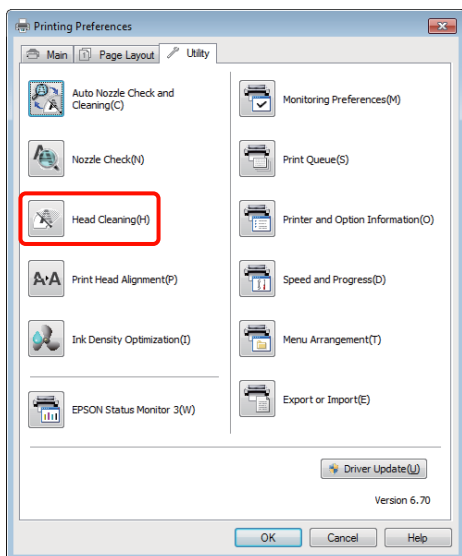 Printing Preferences
Main
Page Layout
Utility
Auto Nozzle Check and
Cleaning(C)
Nozzle Check(N)
Head Cleaning(H)
Print Head Alignment(P)
Ink Density Optimization(I)
EPSON Status Monitor 3(W)
Monitoring Preferences(M)
Print Queue(S)
Printer and Option Information(O)
Speed and Progress(D)
Menu Arrangement(T)
Export or Import(E)
Driver Update(U)
Version 6.70
OK
Cancel
Help